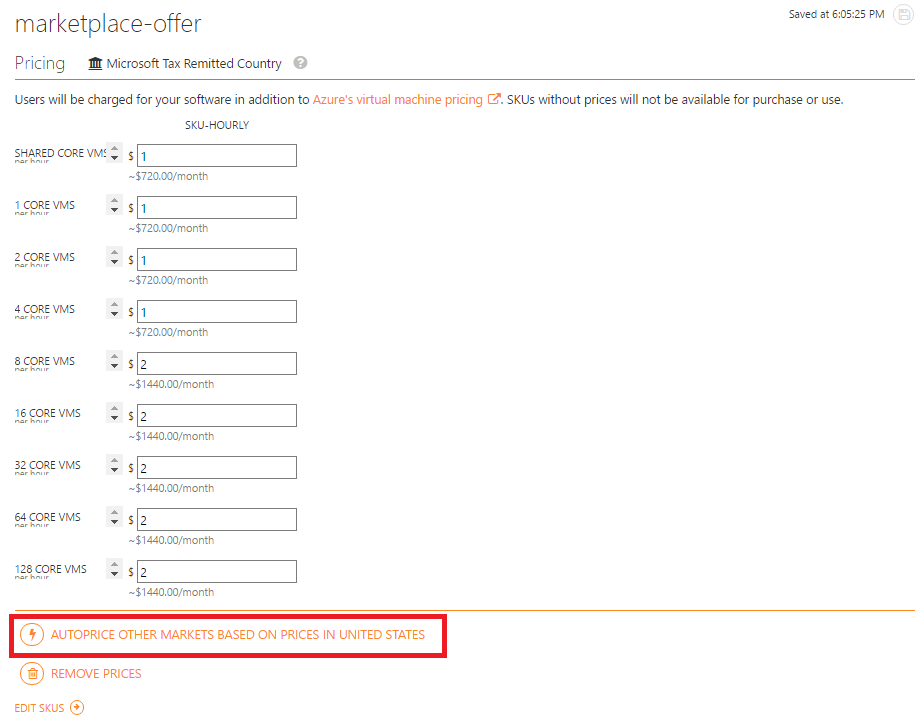 marketplace-offer
Saved at 6:05:25 PM
Pricing Microsoft Tax Remitted Country ?
Users will be charged for your software in addition to Azure's virtual machine pricing. SKUs without prices will not be available for purchase or use.
SKU-HOURLY
SHARED CORE VMS $ 1
per hour
~$720.00/month
1 CORE VMS $ 1
per hour
~$720.00/month
2 CORE VMS $ 1
per hour
~$720.00/month
4 CORE VMS $ 1
per hour
~$720.00/month
8 CORE VMS $ 2
per hour
~$1440.00/month
16 CORE VMS $ 2
per hour
~$1440.00/month
32 CORE VMS $ 2
per hour
~$1440.00/month
64 CORE VMS $ 2
per hour
~$1440.00/month
128 CORE VMS $ 2
per hour
~$1440.00/month
AUTOPRICE OTHER MARKETS BASED ON PRICES IN UNITED STATES
REMOVE PRICES
EDIT SKUS